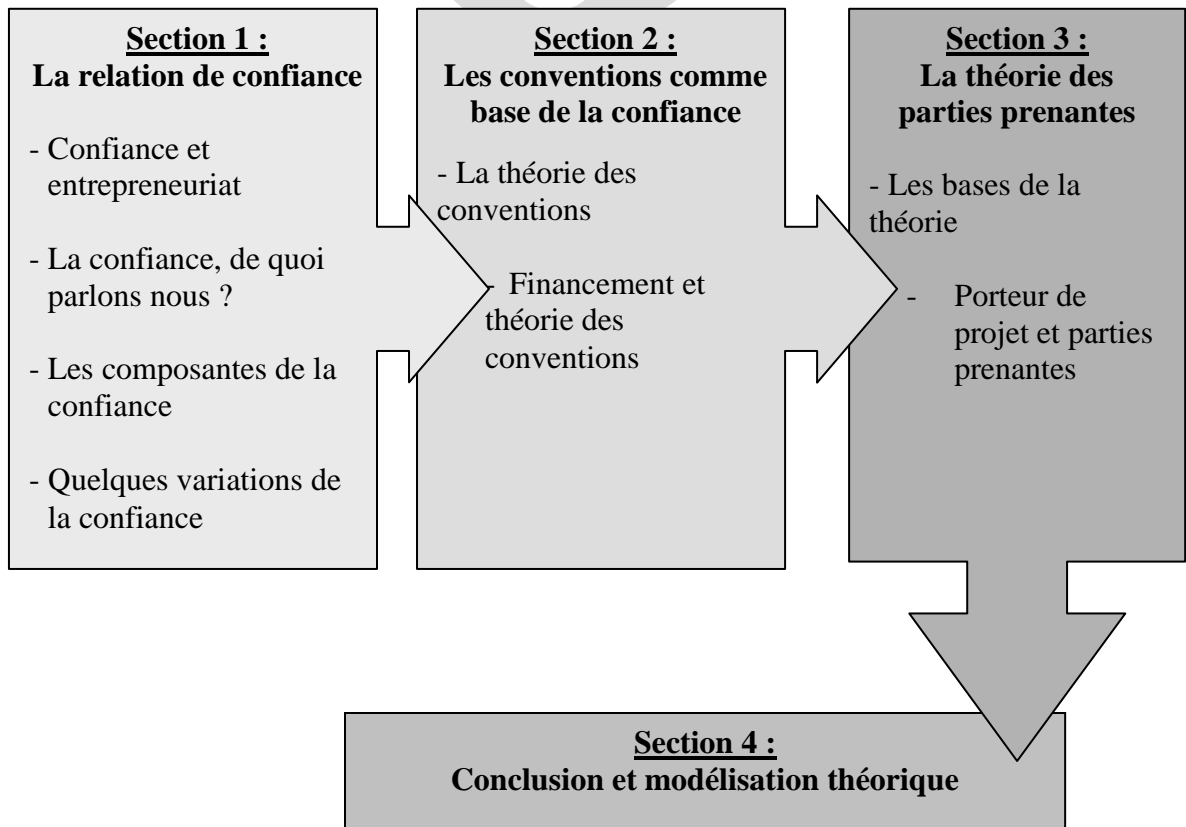 Section 1 :
La relation de confiance
- Confiance et
entrepreneuriat
- La confiance, de quoi
parlons nous ?
- Les composantes de la
confiance
- Quelques variations de
la confiance
Section 2 :
Les conventions comme
base de la confiance
- La théorie des
conventions
- Financement et
théorie des
conventions
Section 3 :
La théorie des
parties prenantes
- Les bases de la
théorie
- Porteur de
projet et parties
prenantes
Section 4 :
Conclusion et modélisation théorique